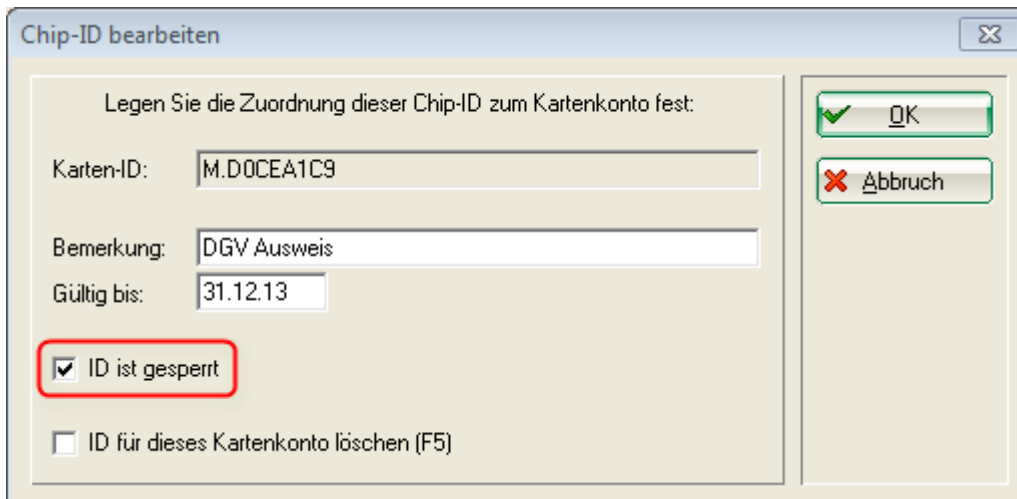 Chip-ID bearbeiten
Legen Sie die Zuordnung dieser Chip-ID zum Kartenkonto fest:
OK
Karten-ID: M.D0CEA1C9
Abbruch
Bemerkung: DGV Ausweis
Gültig bis: 31.12.13
ID ist gesperrt
ID für dieses Kartenkonto löschen (F5)